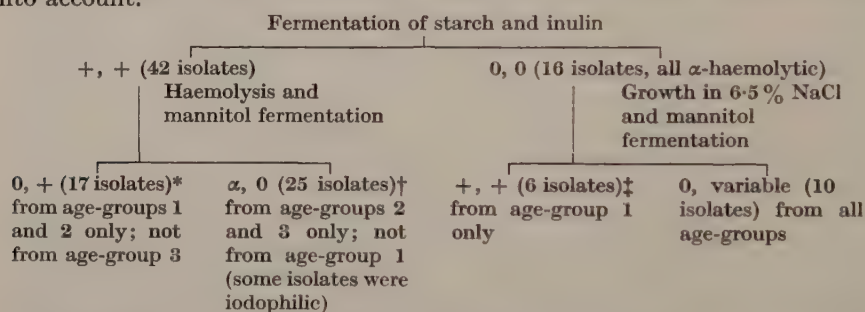 into account.
Fermentation of starch and inulin
+, + (42 isolates)
Haemolysis and
mannitol fermentation
0, 0 (16 isolates, all α-haemolytic)
Growth in 6·5% NaCl
and mannitol
fermentation
0, + (17 isolates)*
from age-groups 1
and 2 only; not
from age-group 3
α, 0 (25 isolates)†
from age-groups 2
and 3 only; not
from age-group 1
(some isolates were
iodophilic)
+, + (6 isolates)‡
from age-group 1
only
0, variable (10
isolates) from all
age-groups